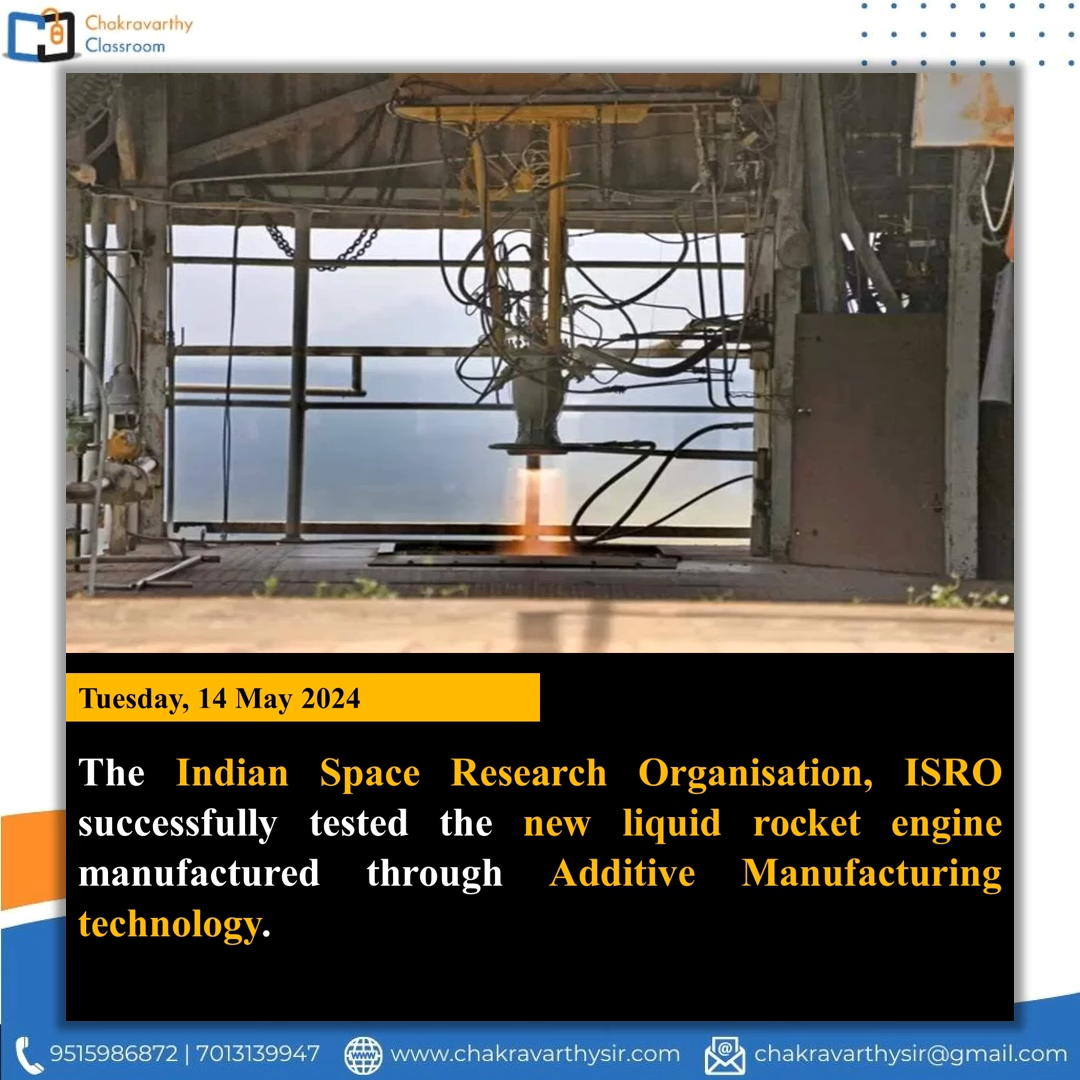 Chakravarthy
Classroom
Tuesday, 14 May 2024
The Indian Space Research Organisation, ISRO
successfully tested the new liquid rocket engine
manufactured through Additive Manufacturing
technology.
9515986872 | 7013139947 www.chakravarthysir.com chakravarthysir@gmail.com